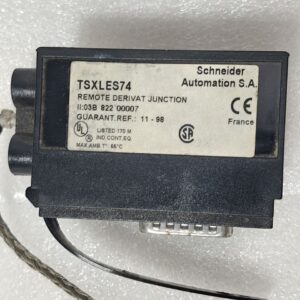 TSXLES74
REMOTE DERIVAT JUNCTION
II:03B 822 00007
GUARANT.REF.: 11 - 98
Schneider
Automation S.A.
UL
LISTED 170 M
IND.CONT.EQ.
MAX.AMB.T° 65°C
CE
France